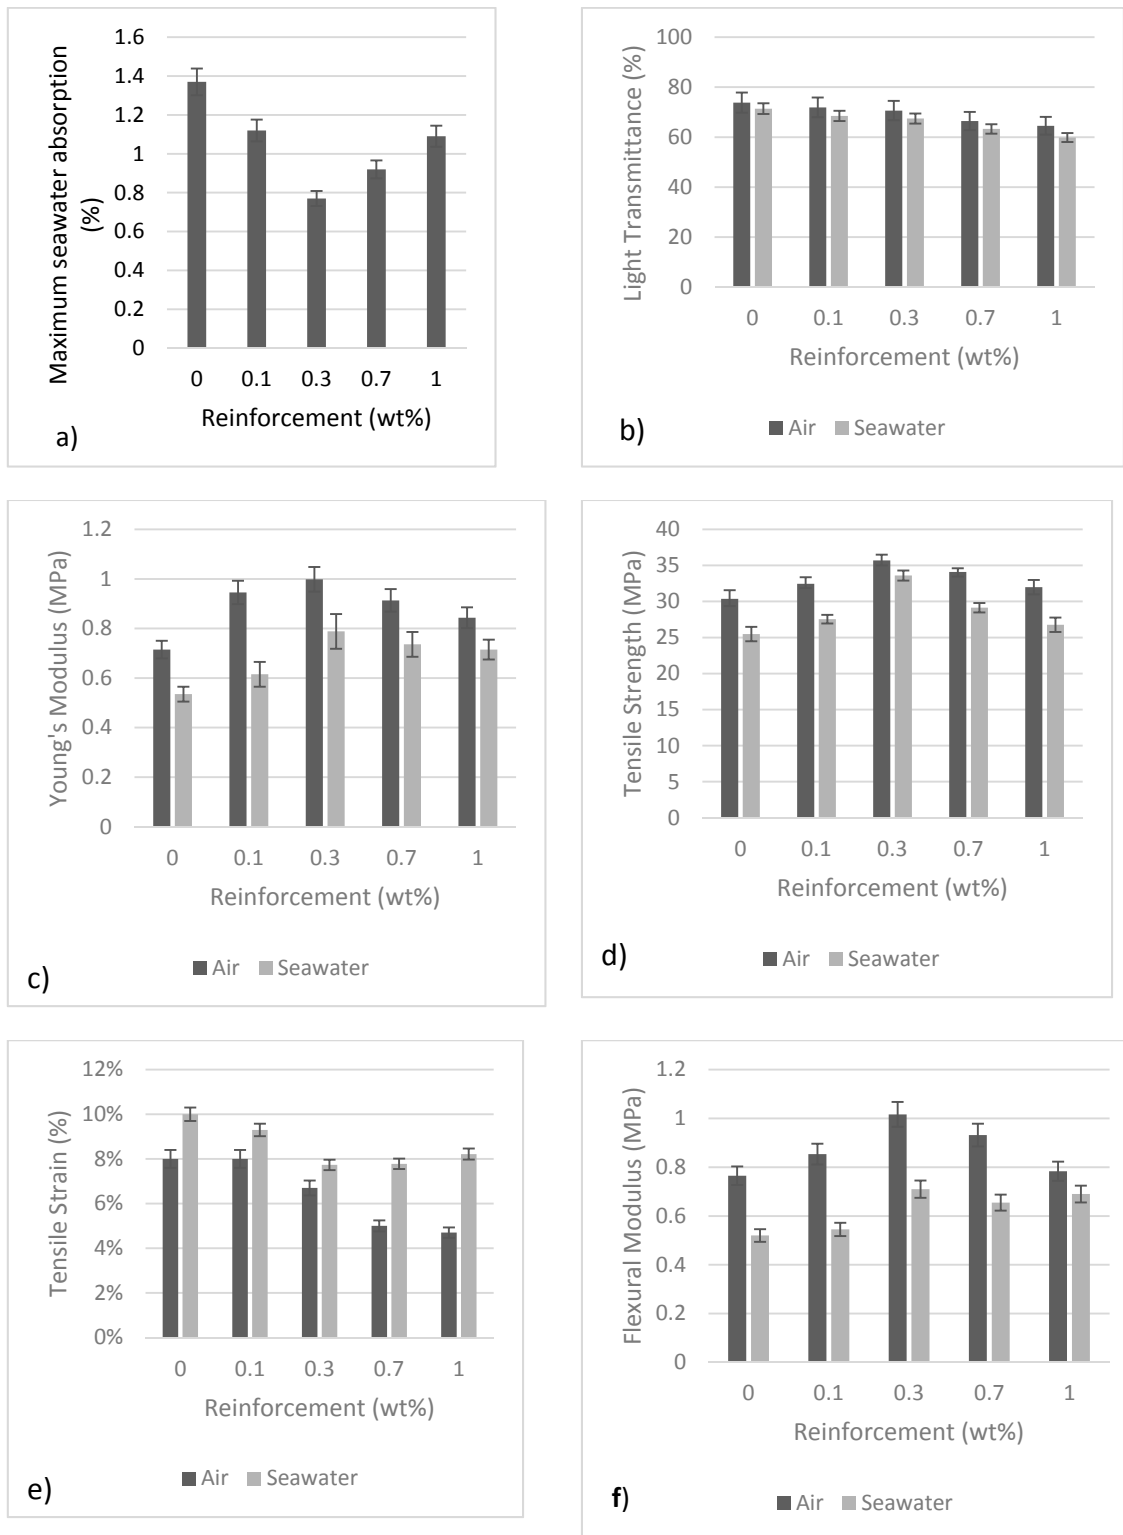 1.6
1.4
1.2
1
0.8
0.6
0.4
0.2
0
Maximum seawater absorption
(%)
0 0.1 0.3 0.7 1
Reinforcement (wt%)
a)
100
80
60
40
20
0
Light Transmittance (%)
0 0.1 0.3 0.7 1
Reinforcement (wt%)
Air Seawater
b)
1.2
1
0.8
0.6
0.4
0.2
0
Young's Modulus (MPa)
0 0.1 0.3 0.7 1
Reinforcement (wt%)
Air Seawater
c)
40
35
30
25
20
15
10
5
0
Tensile Strength (MPa)
0 0.1 0.3 0.7 1
Reinforcement (wt%)
Air Seawater
d)
12%
10%
8%
6%
4%
2%
0%
Tensile Strain (%)
0 0.1 0.3 0.7 1
Reinforcement (wt%)
Air Seawater
e)
1.2
1
0.8
0.6
0.4
0.2
0
Flexural Modulus (MPa)
0 0.1 0.3 0.7 1
Reinforcement (wt%)
Air Seawater
f)